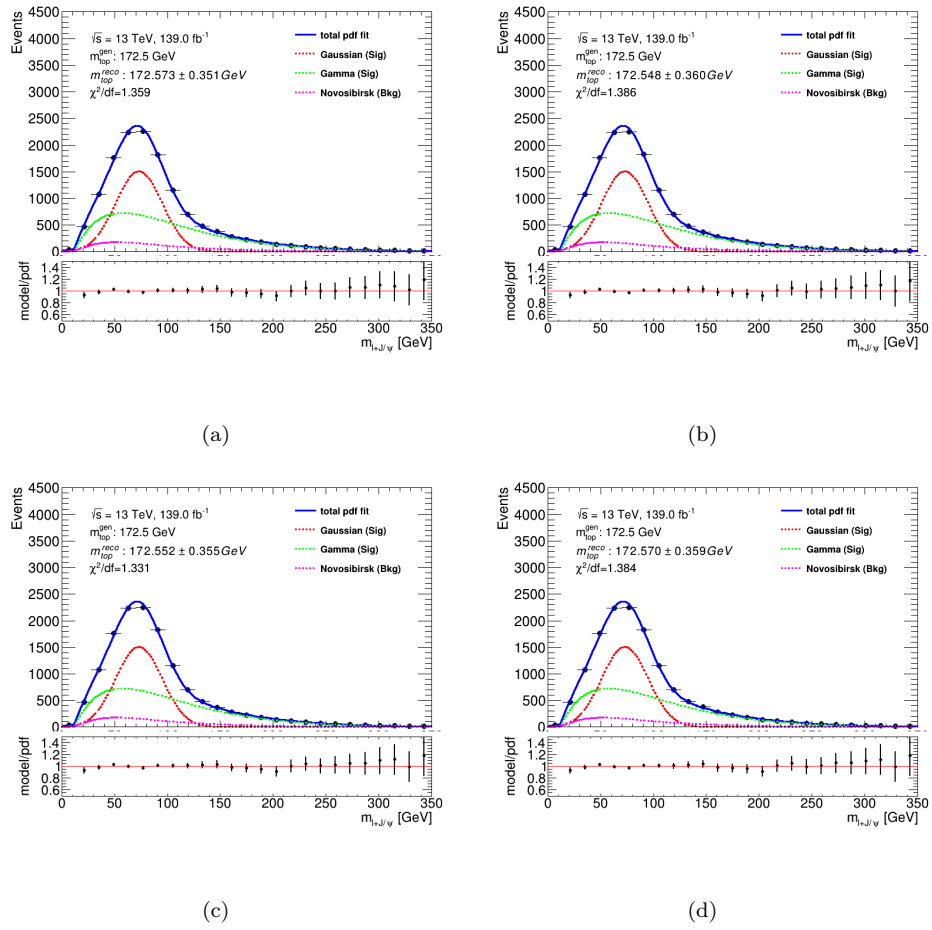 4500
4000
3500
3000
2500
2000
1500
1000
500
0
Events
√s = 13 TeV, 139.0 fb⁻¹
m_top^gen : 172.5 GeV
m_top^reco : 172.573 ± 0.351 GeV
χ²/df=1.359
total pdf fit
Gaussian (Sig)
Gamma (Sig)
Novosibirsk (Bkg)
1.4
1.2
1
0.8
0.6
model/pdf
0 50 100 150 200 250 300 350
m_l+J/ψ [GeV]
(a)
4500
4000
3500
3000
2500
2000
1500
1000
500
0
Events
√s = 13 TeV, 139.0 fb⁻¹
m_top^gen : 172.5 GeV
m_top^reco : 172.548 ± 0.360 GeV
χ²/df=1.386
total pdf fit
Gaussian (Sig)
Gamma (Sig)
Novosibirsk (Bkg)
1.4
1.2
1
0.8
0.6
model/pdf
0 50 100 150 200 250 300 350
m_l+J/ψ [GeV]
(b)
4500
4000
3500
3000
2500
2000
1500
1000
500
0
Events
√s = 13 TeV, 139.0 fb⁻¹
m_top^gen : 172.5 GeV
m_top^reco : 172.552 ± 0.355 GeV
χ²/df=1.331
total pdf fit
Gaussian (Sig)
Gamma (Sig)
Novosibirsk (Bkg)
1.4
1.2
1
0.8
0.6
model/pdf
0 50 100 150 200 250 300 350
m_l+J/ψ [GeV]
(c)
4500
4000
3500
3000
2500
2000
1500
1000
500
0
Events
√s = 13 TeV, 139.0 fb⁻¹
m_top^gen : 172.5 GeV
m_top^reco : 172.570 ± 0.359 GeV
χ²/df=1.384
total pdf fit
Gaussian (Sig)
Gamma (Sig)
Novosibirsk (Bkg)
1.4
1.2
1
0.8
0.6
model/pdf
0 50 100 150 200 250 300 350
m_l+J/ψ [GeV]
(d)